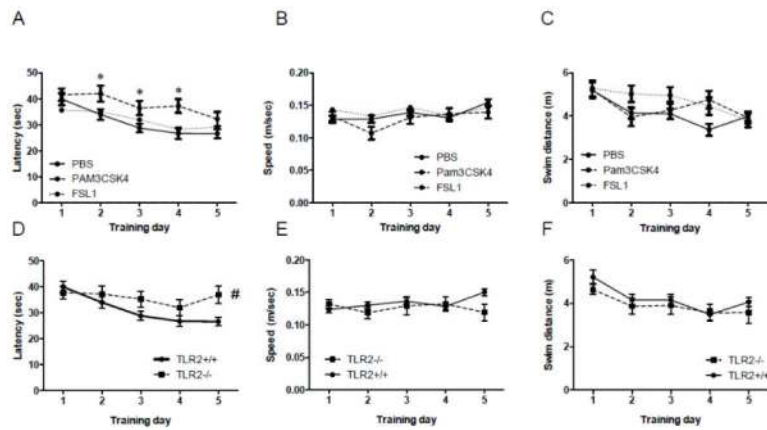 A
B
C
Latency (sec)
50
40
30
20
10
0
*
*
*
PBS
PAM3CSK4
FSL1
1 2 3 4 5
Training day
Speed (m/sec)
0.20
0.15
0.10
0.05
0.00
PBS
Pam3CSK4
FSL1
1 2 3 4 5
Training day
Swim distance (m)
6
4
2
0
PBS
Pam3CSK4
FSL1
1 2 3 4 5
Training day
D
E
F
Latency (sec)
50
40
30
20
10
0
#
TLR2+/+
TLR2-/-
1 2 3 4 5
Training day
Speed (m/sec)
0.20
0.15
0.10
0.05
0.00
TLR2-/-
TLR2+/+
1 2 3 4 5
Training day
Swim distance (m)
6
4
2
0
TLR2-/-
TLR2+/+
1 2 3 4 5
Training day